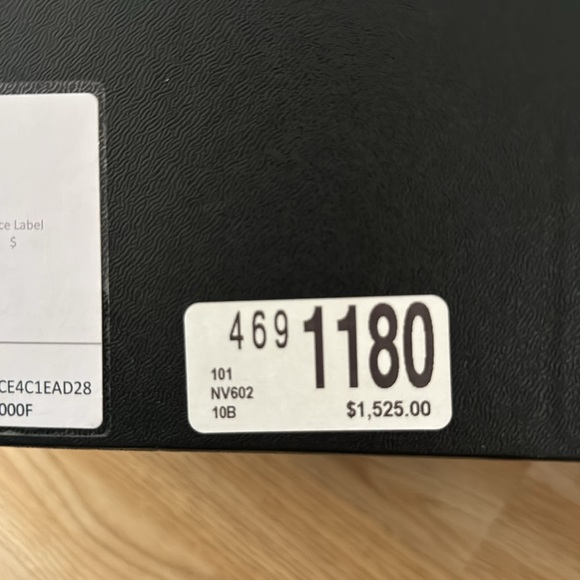 ce Label
$
CE4C1EAD28
000F
469 1180
101
NV602
10B
$1,525.00